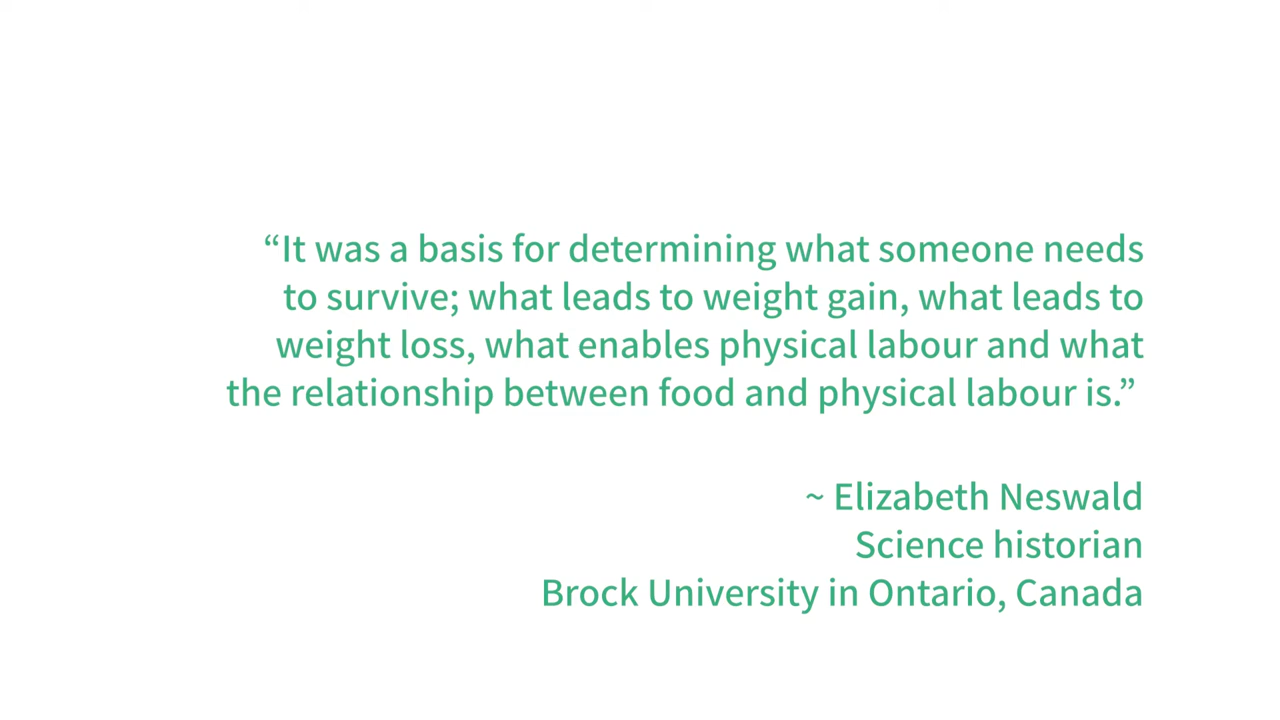 “It was a basis for determining what someone needs
to survive; what leads to weight gain, what leads to
weight loss, what enables physical labour and what
the relationship between food and physical labour is.”
~ Elizabeth Neswald
Science historian
Brock University in Ontario, Canada